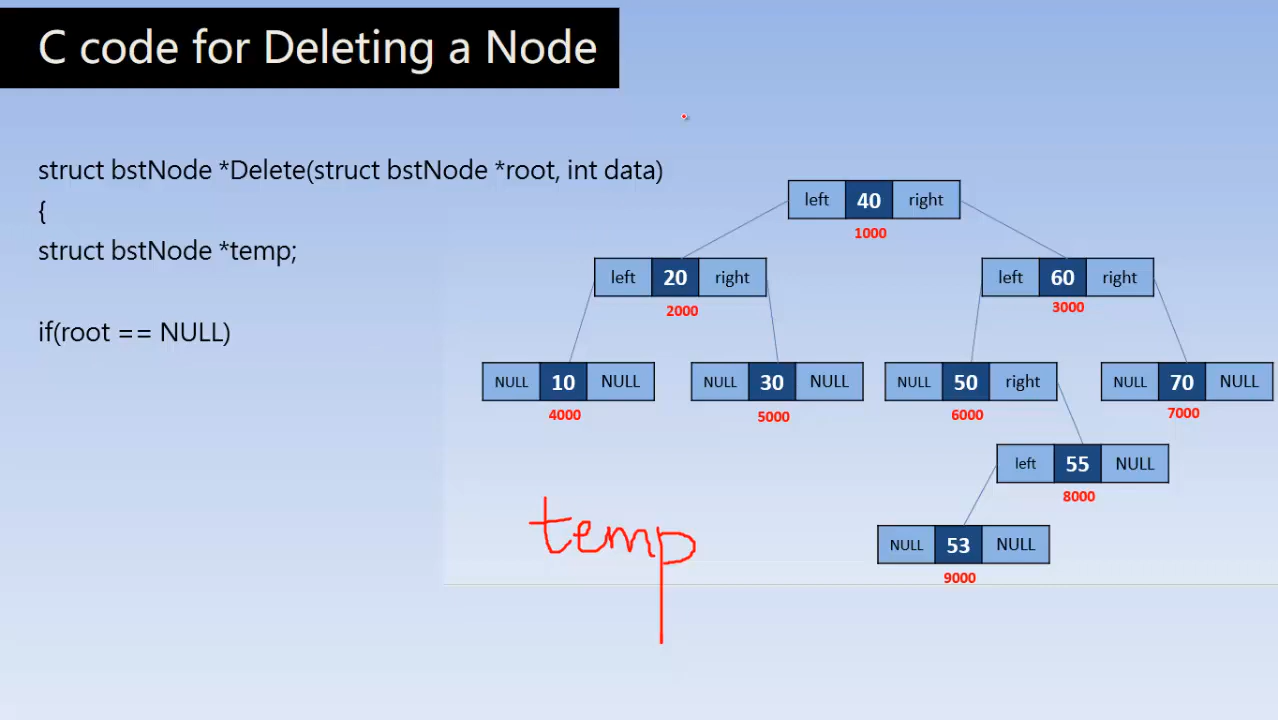 C code for Deleting a Node
struct bstNode *Delete(struct bstNode *root, int data)
{
struct bstNode *temp;
if(root == NULL)
left 40 right
1000
left 20 right
2000
left 60 right
3000
NULL 10 NULL
4000
NULL 30 NULL
5000
NULL 50 right
6000
NULL 70 NULL
7000
left 55 NULL
8000
NULL 53 NULL
9000
temp